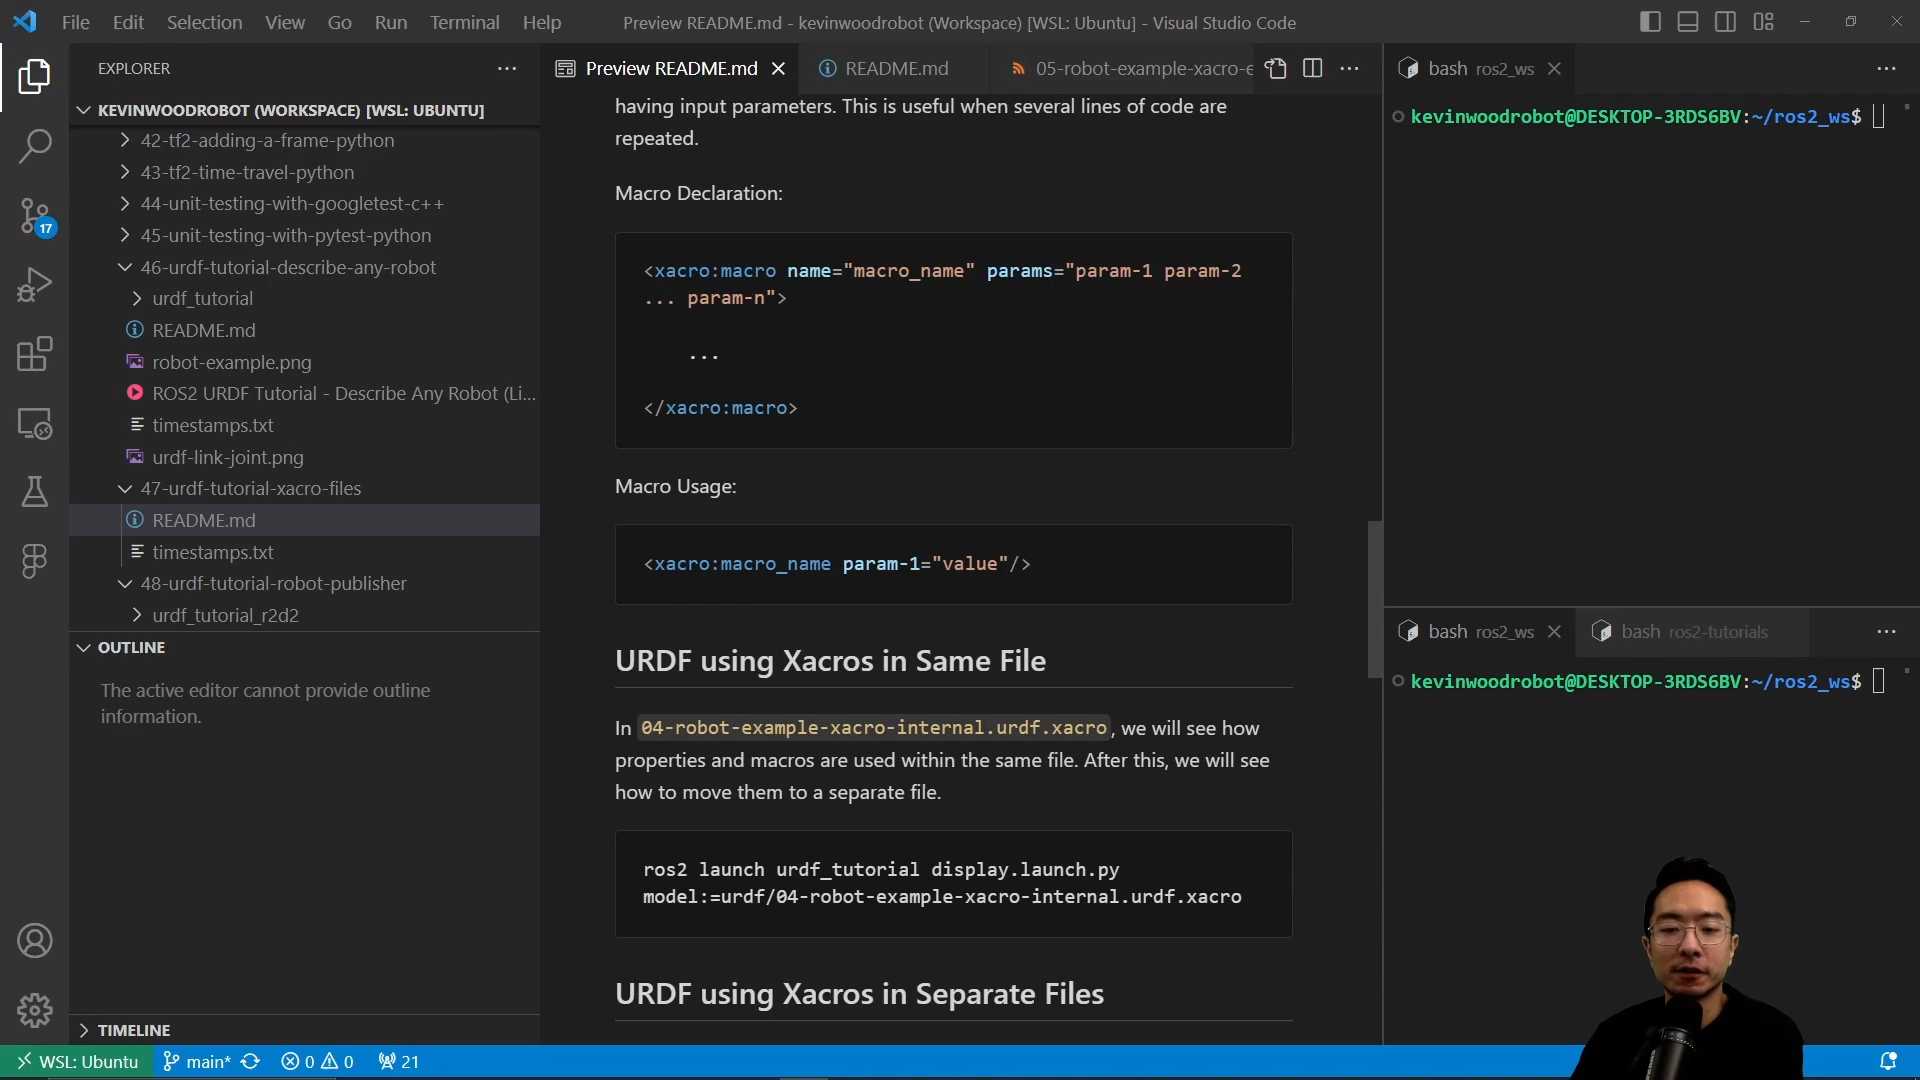 File Edit Selection View Go Run Terminal Help
Preview README.md - kevinwoodrobot (Workspace) [WSL: Ubuntu] - Visual Studio Code
EXPLORER
KEVINWOODROBOT (WORKSPACE) [WSL: UBUNTU]
42-tf2-adding-a-frame-python
43-tf2-time-travel-python
44-unit-testing-with-googletest-c++
45-unit-testing-with-pytest-python
46-urdf-tutorial-describe-any-robot
urdf_tutorial
README.md
robot-example.png
ROS2 URDF Tutorial - Describe Any Robot (Li...
timestamps.txt
urdf-link-joint.png
47-urdf-tutorial-xacro-files
README.md
timestamps.txt
48-urdf-tutorial-robot-publisher
urdf_tutorial_r2d2
OUTLINE
The active editor cannot provide outline
information.
TIMELINE
17
Preview README.md
README.md
05-robot-example-xacro-e
having input parameters. This is useful when several lines of code are
repeated.
Macro Declaration:
<xacro:macro name="macro_name" params="param-1 param-2
... param-n">
...
</xacro:macro>
Macro Usage:
<xacro:macro_name param-1="value"/>
URDF using Xacros in Same File
In 04-robot-example-xacro-internal.urdf.xacro, we will see how
properties and macros are used within the same file. After this, we will see
how to move them to a separate file.
ros2 launch urdf_tutorial display.launch.py
model:=urdf/04-robot-example-xacro-internal.urdf.xacro
URDF using Xacros in Separate Files
bash ros2_ws
kevinwoodrobot@DESKTOP-3RDS6BV:~/ros2_ws$
bash ros2_ws
bash ros2-tutorials
kevinwoodrobot@DESKTOP-3RDS6BV:~/ros2_ws$
WSL: Ubuntu main* 0 0 21